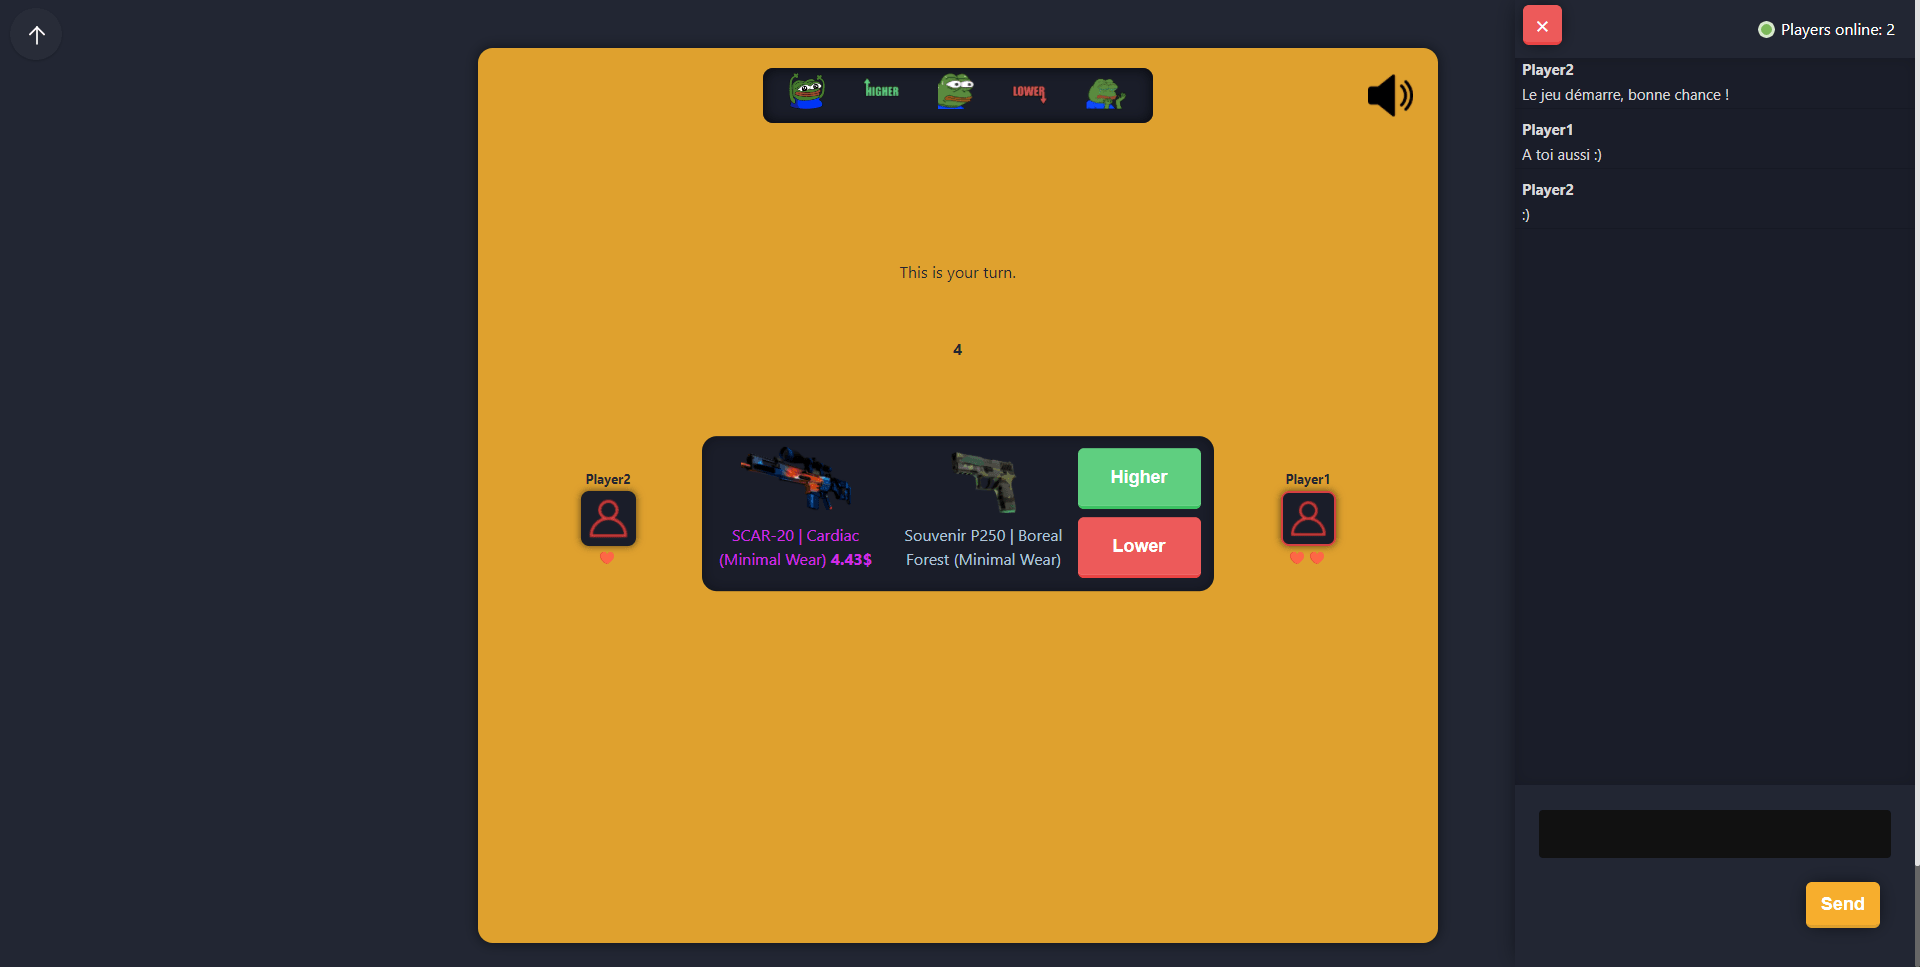 HIGHER
LOWER
This is your turn.
4
Player2
SCAR-20 | Cardiac
(Minimal Wear) 4.43$
Souvenir P250 | Boreal
Forest (Minimal Wear)
Higher
Lower
Player1
Players online: 2
Player2
Le jeu démarre, bonne chance !
Player1
A toi aussi :)
Player2
:)
Send